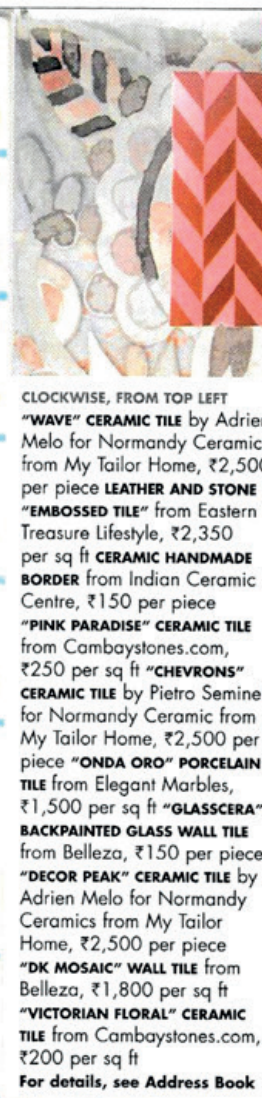 CLOCKWISE, FROM TOP LEFT
"WAVE" CERAMIC TILE by Adrien
Melo for Normandy Ceramic
from My Tailor Home, ₹2,500
per piece LEATHER AND STONE
"EMBOSSED TILE" from Eastern
Treasure Lifestyle, ₹2,350
per sq ft CERAMIC HANDMADE
BORDER from Indian Ceramic
Centre, ₹150 per piece
"PINK PARADISE" CERAMIC TILE
from Cambaystones.com,
₹250 per sq ft "CHEVRONS"
CERAMIC TILE by Pietro Semine
for Normandy Ceramic from
My Tailor Home, ₹2,500 per
piece "ONDA ORO" PORCELAIN
TILE from Elegant Marbles,
₹1,500 per sq ft "GLASSCERA"
BACKPAINTED GLASS WALL TILE
from Belleza, ₹150 per piece
"DECOR PEAK" CERAMIC TILE by
Adrien Melo for Normandy
Ceramics from My Tailor
Home, ₹2,500 per piece
"DK MOSAIC" WALL TILE from
Belleza, ₹1,800 per sq ft
"VICTORIAN FLORAL" CERAMIC
TILE from Cambaystones.com,
₹200 per sq ft
For details, see Address Book